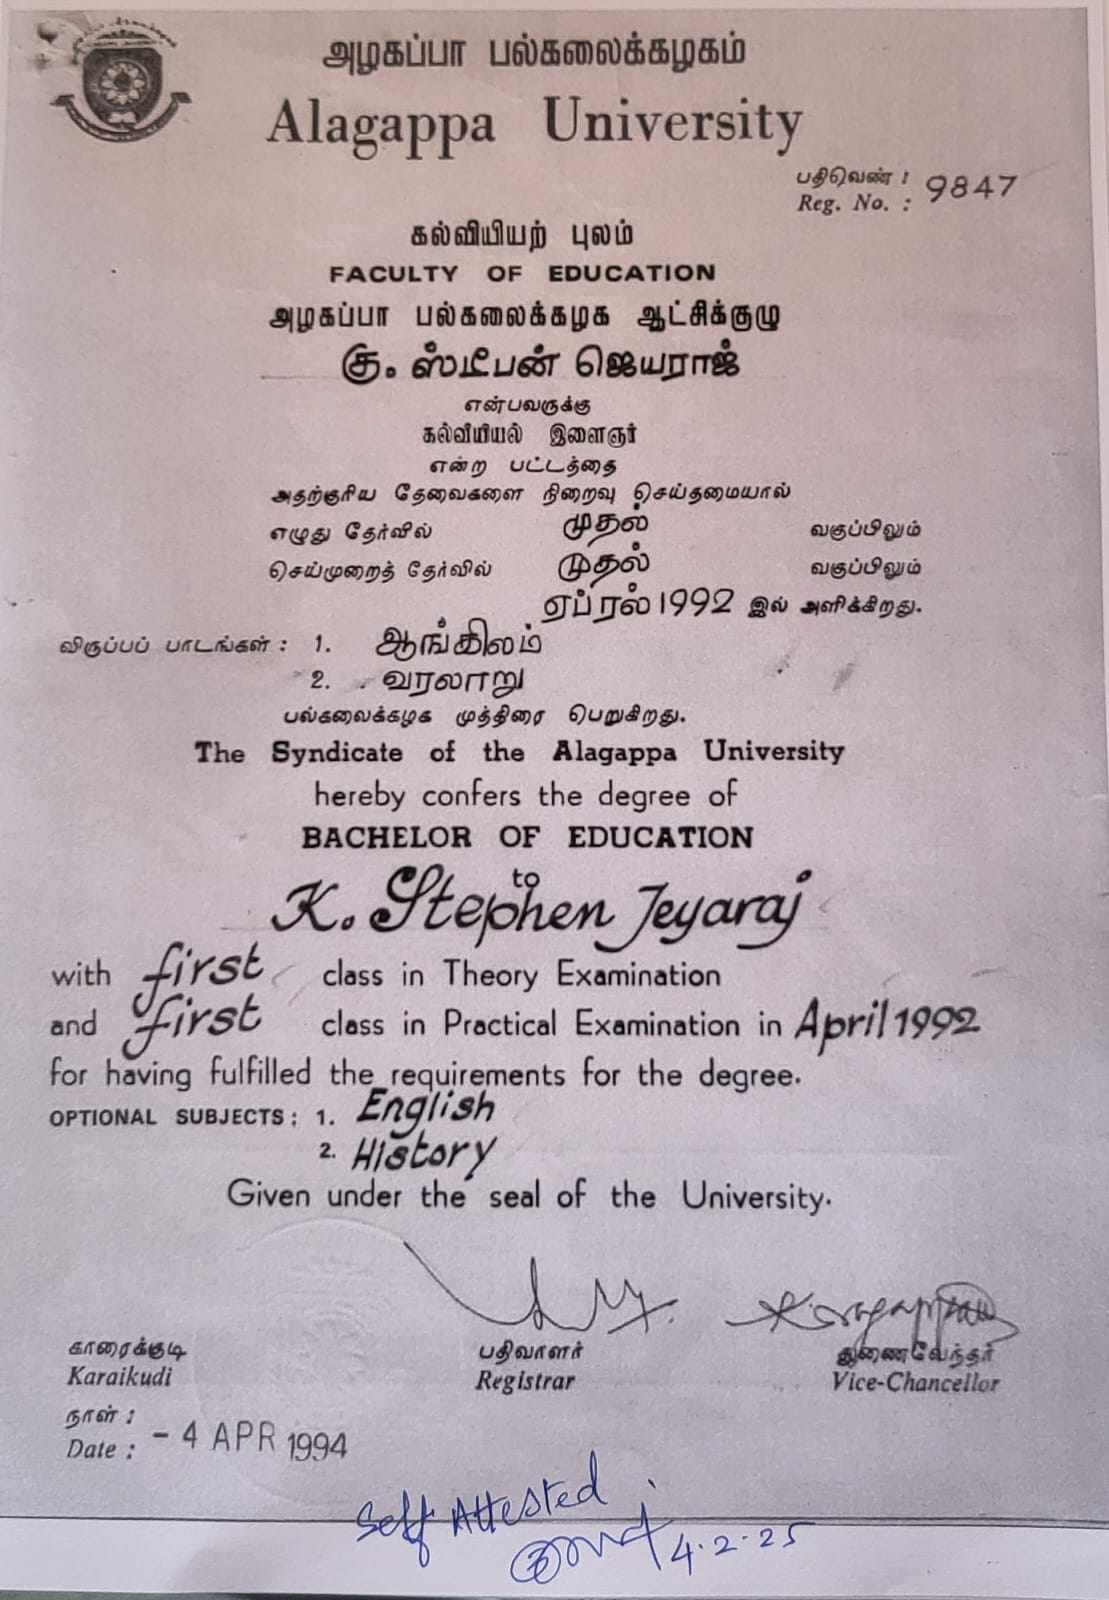 அழகப்பா பல்கலைக்கழகம்
Alagappa University
பதிவெண் :
Reg. No. : 9847
கல்வியியற் புலம்
FACULTY OF EDUCATION
அழகப்பா பல்கலைக்கழக ஆட்சிக்குழு
கு. ஸ்டீபன் ஜெயராஜ்
என்பவருக்கு
கல்வியியல் இளைஞர்
என்ற பட்டத்தை
அதற்குரிய தேவைகளை நிறைவு செய்தமையால்
எழுது தேர்வில் முதல் வகுப்பிலும்
செய்முறைத் தேர்வில் முதல் வகுப்பிலும்
ஏப்ரல் 1992 இல் அளிக்கிறது.
விருப்பப் பாடங்கள் : 1. ஆங்கிலம்
2. வரலாறு
பல்கலைக்கழக முத்திரை பெறுகிறது.
The Syndicate of the Alagappa University
hereby confers the degree of
BACHELOR OF EDUCATION
to
K. Stephen Jeyaraj
with first class in Theory Examination
and first class in Practical Examination in April 1992
for having fulfilled the requirements for the degree.
OPTIONAL SUBJECTS : 1. English
2. History
Given under the seal of the University.
காரைக்குடி பதிவாளர் துணைவேந்தர்
Karaikudi Registrar Vice-Chancellor
நாள் :
Date : - 4 APR 1994
Self Attested
4.2.25